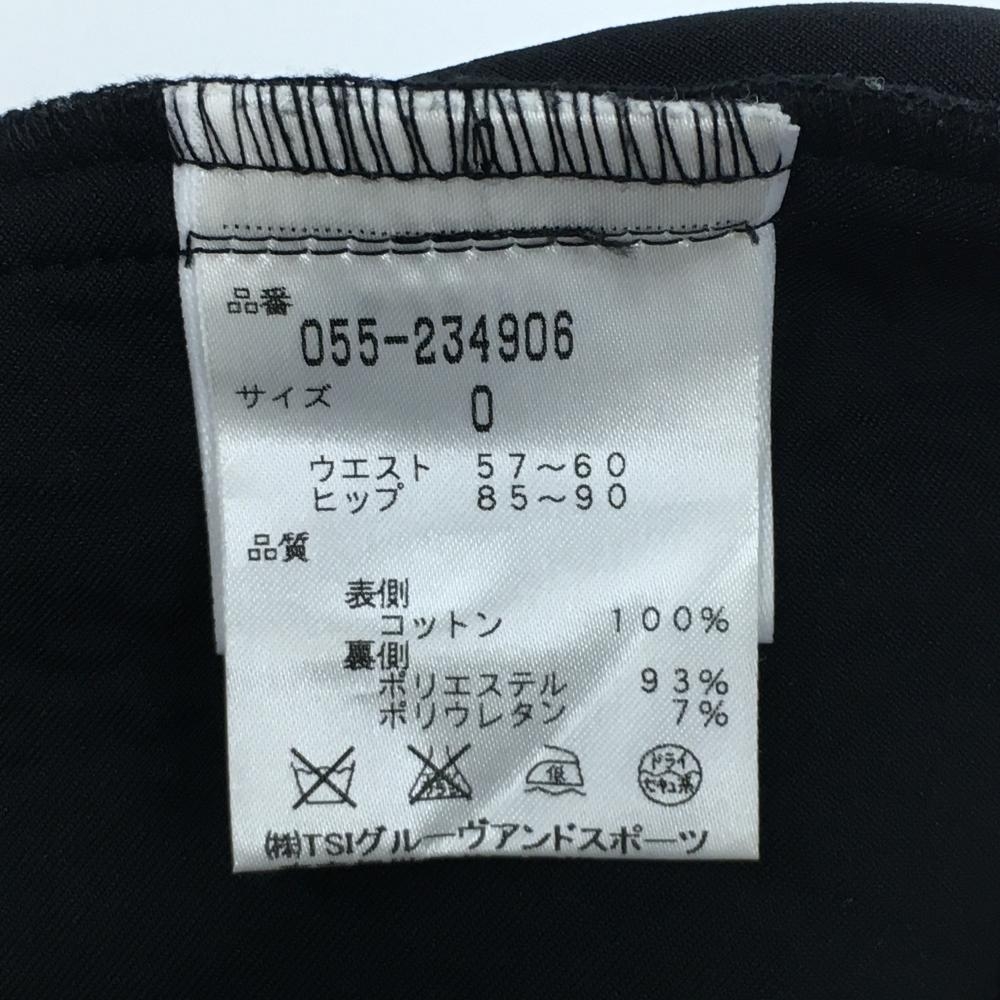 品番
055-234906
サイズ 0
ウエスト 57～60
ヒップ 85～90
品質
表側
コットン 100%
裏側
ポリエステル 93%
ポリウレタン 7%
低 ドライ
セキユ系
㈱TSIグルーヴアンドスポーツ